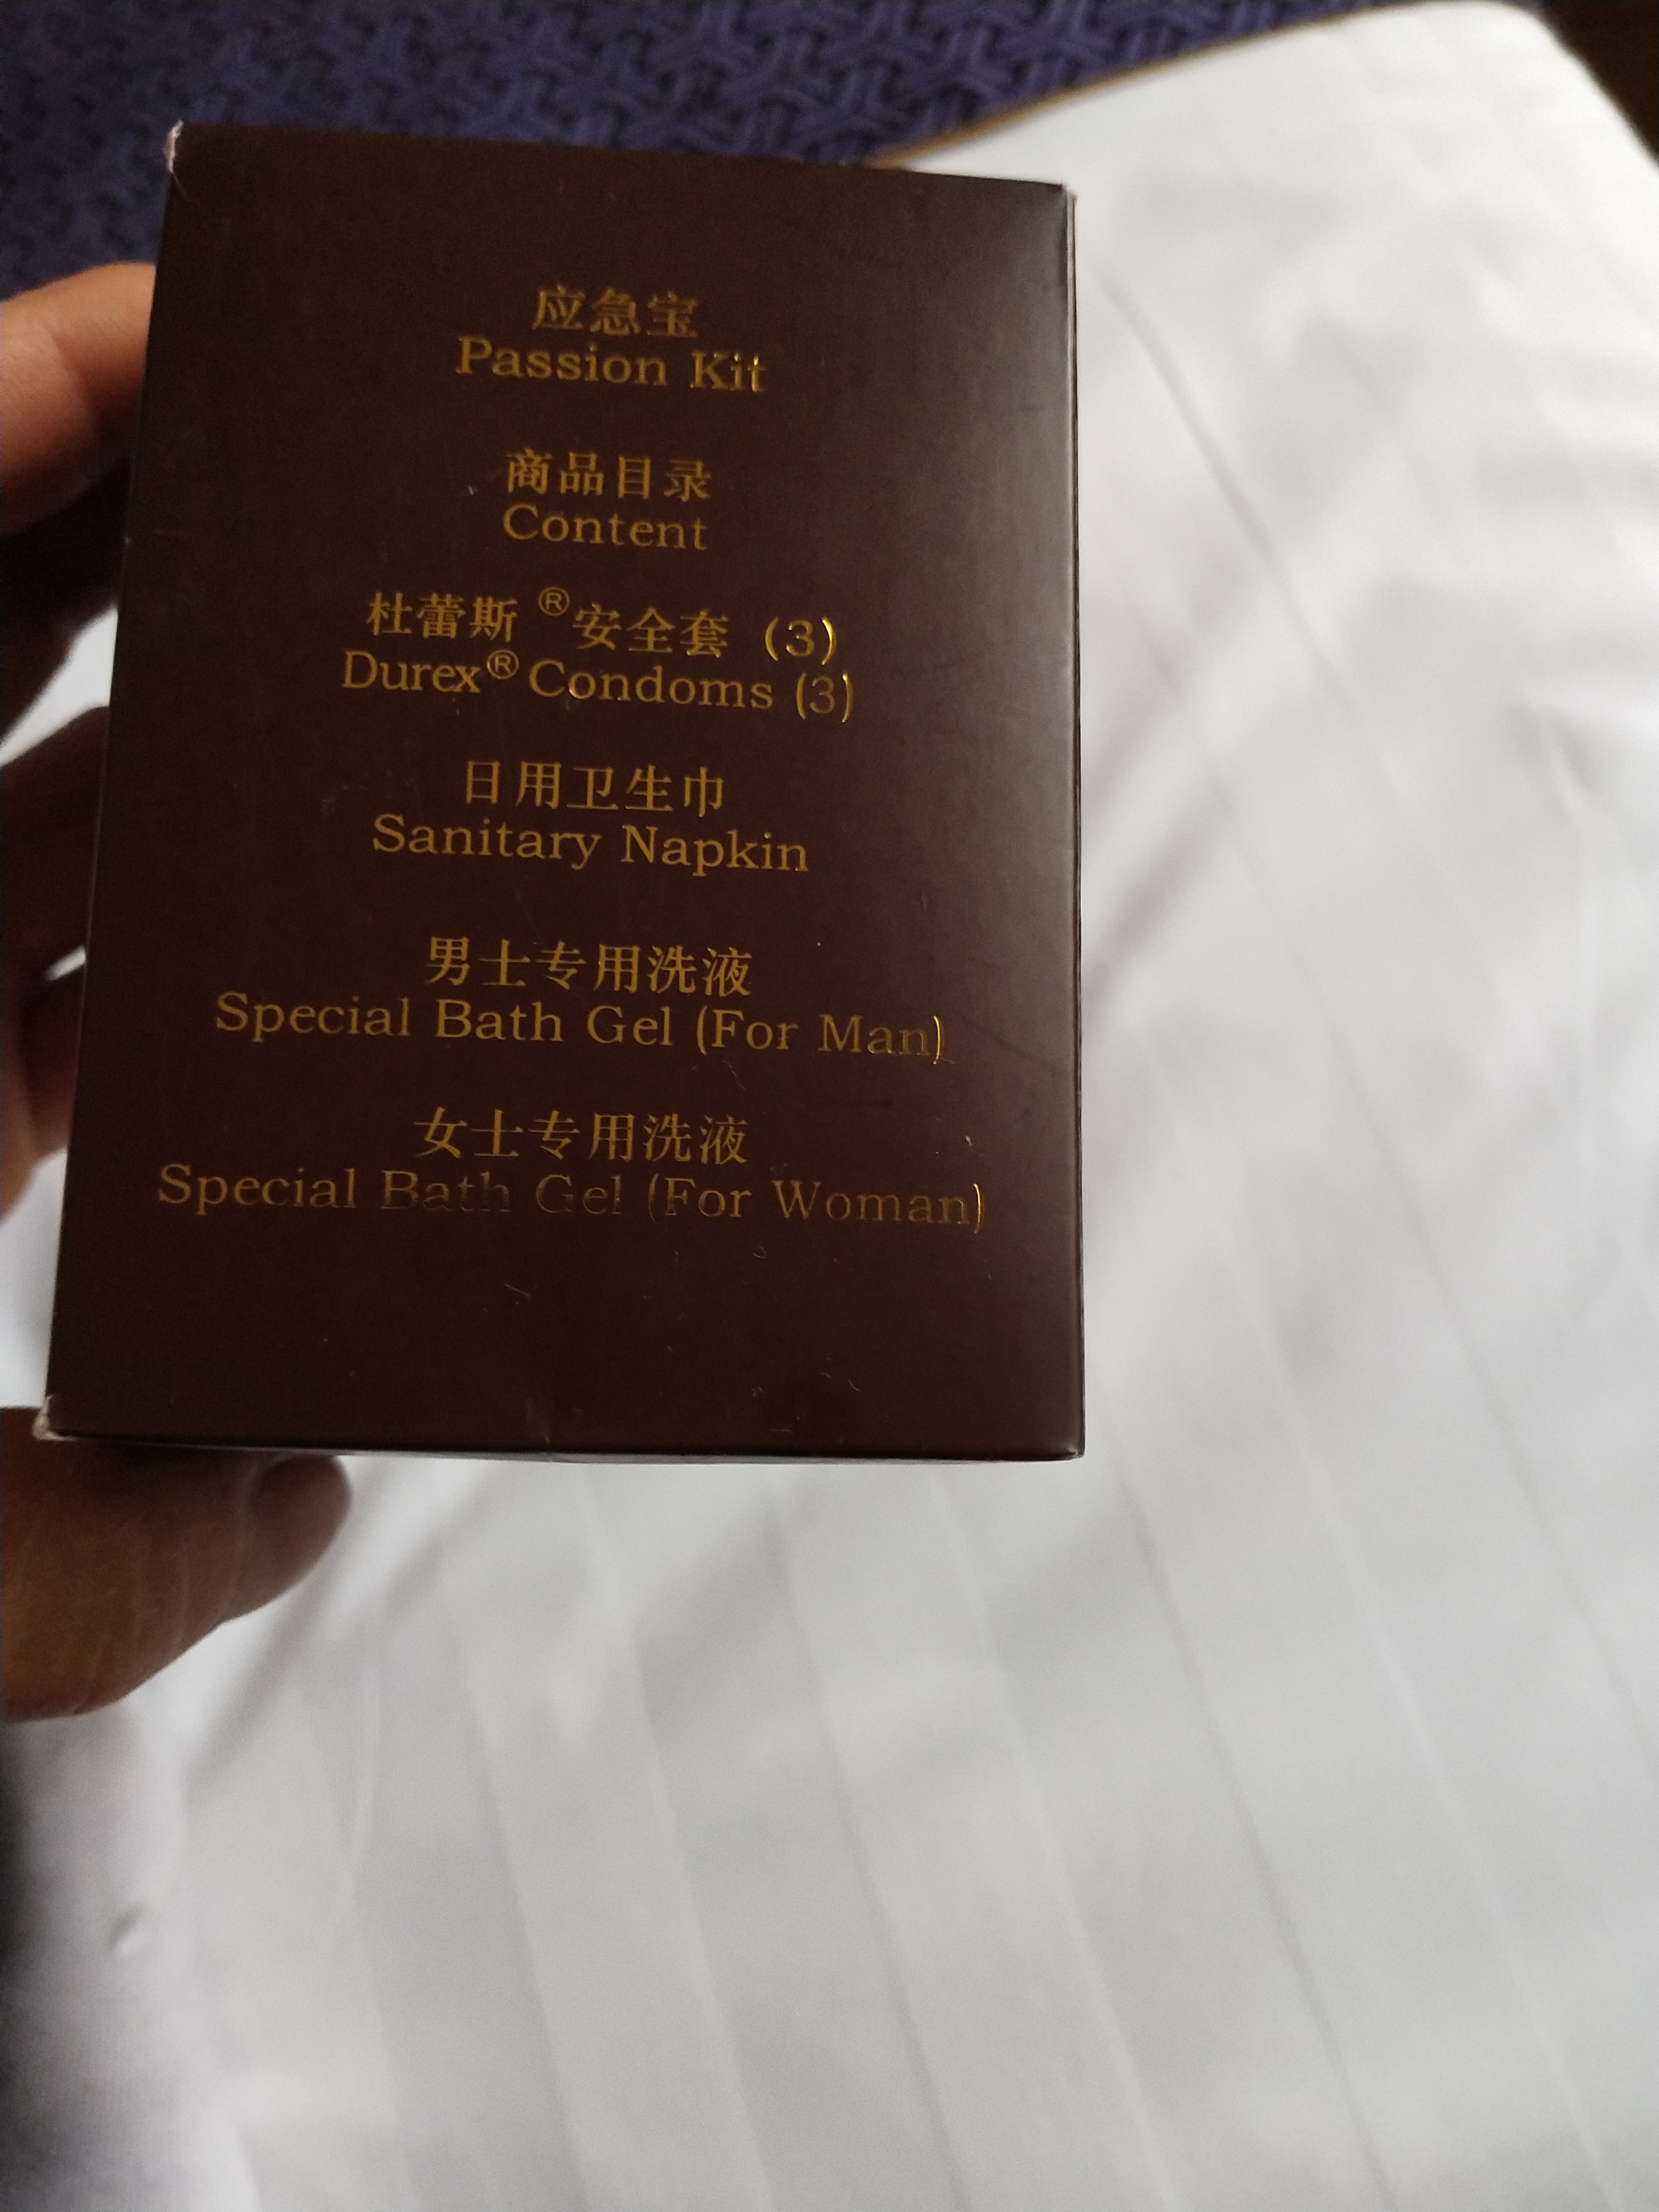 应急宝
Passion Kit
商品目录
Content
杜蕾斯®安全套 (3)
Durex® Condoms (3)
日用卫生巾
Sanitary Napkin
男士专用洗液
Special Bath Gel (For Man)
女士专用洗液
Special Bath Gel (For Woman)